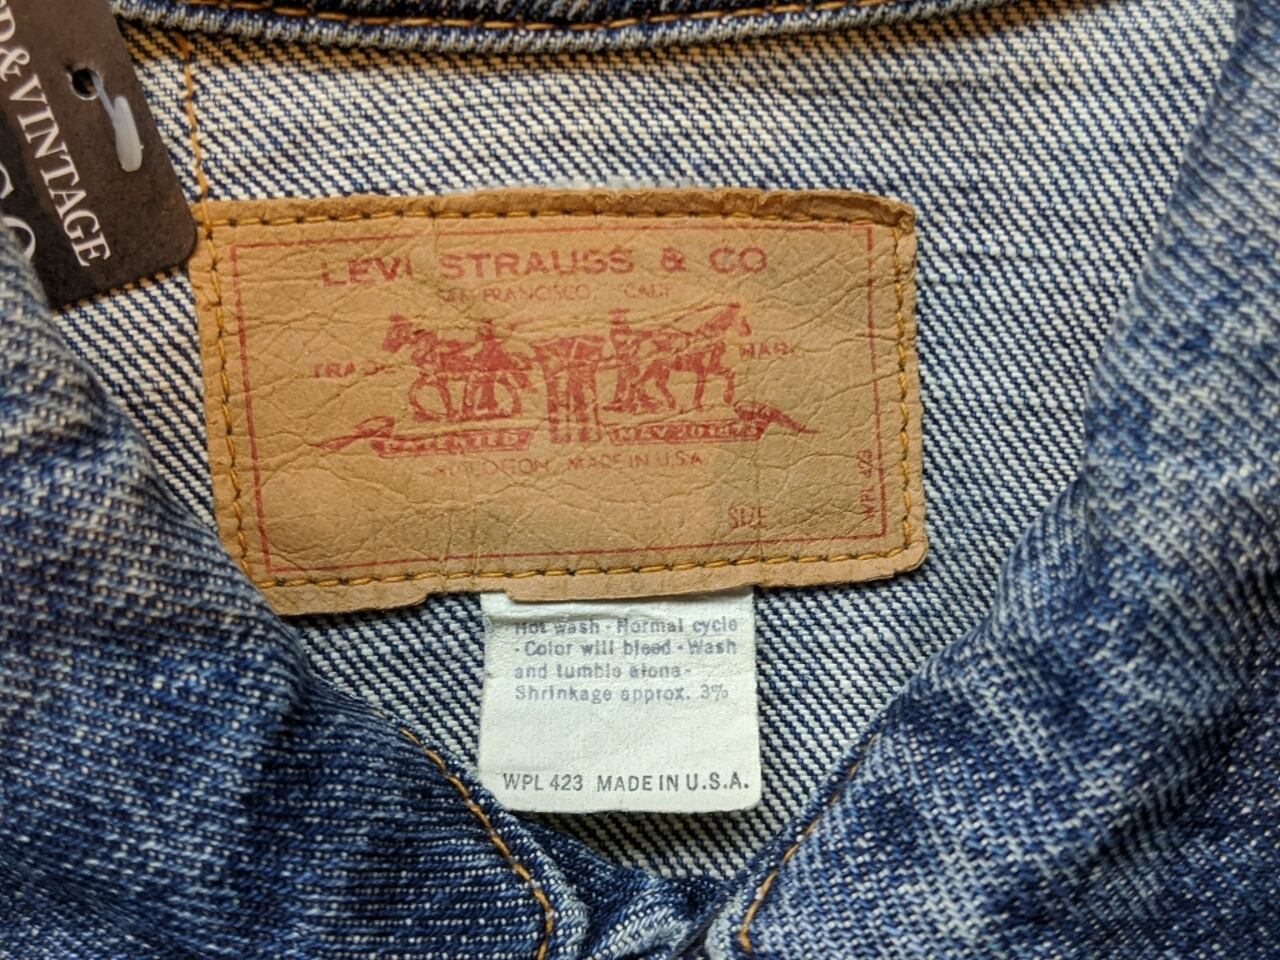 & VINTAGE
LEVI STRAUSS & CO
SAN FRANCISCO, CALIF
TRADE MARK
MADE IN U.S.A
SIZE
WPL 423
Hot wash · Normal cycle
· Color will bleed · Wash
and tumble alone ·
Shrinkage approx. 3%
WPL 423 MADE IN U.S.A.